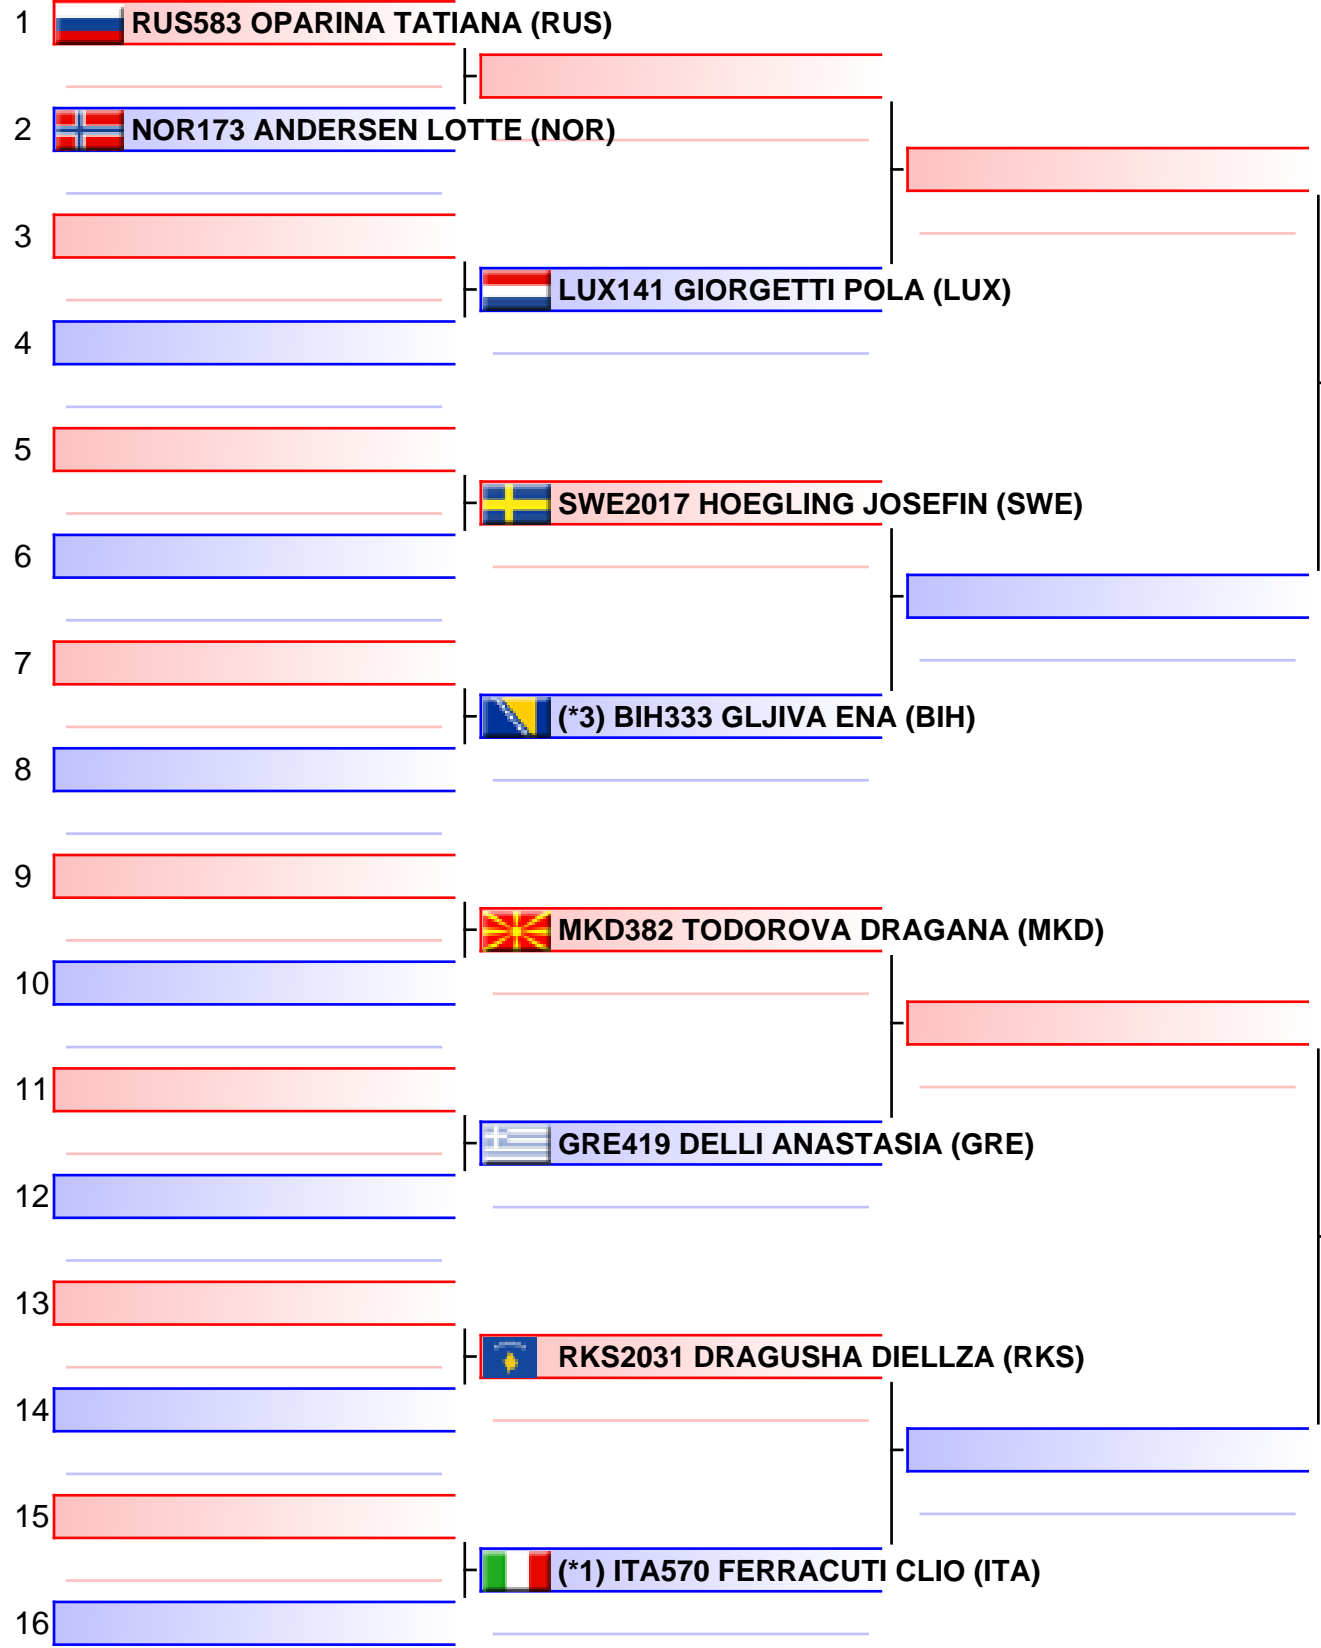 1 RUS583 OPARINA TATIANA (RUS)
2 NOR173 ANDERSEN LOTTE (NOR)
3
LUX141 GIORGETTI POLA (LUX)
4
5
SWE2017 HOEGLING JOSEFIN (SWE)
6
7
(*3) BIH333 GLJIVA ENA (BIH)
8
9
MKD382 TODOROVA DRAGANA (MKD)
10
11
GRE419 DELLI ANASTASIA (GRE)
12
13
RKS2031 DRAGUSHA DIELLZA (RKS)
14
15
(*1) ITA570 FERRACUTI CLIO (ITA)
16